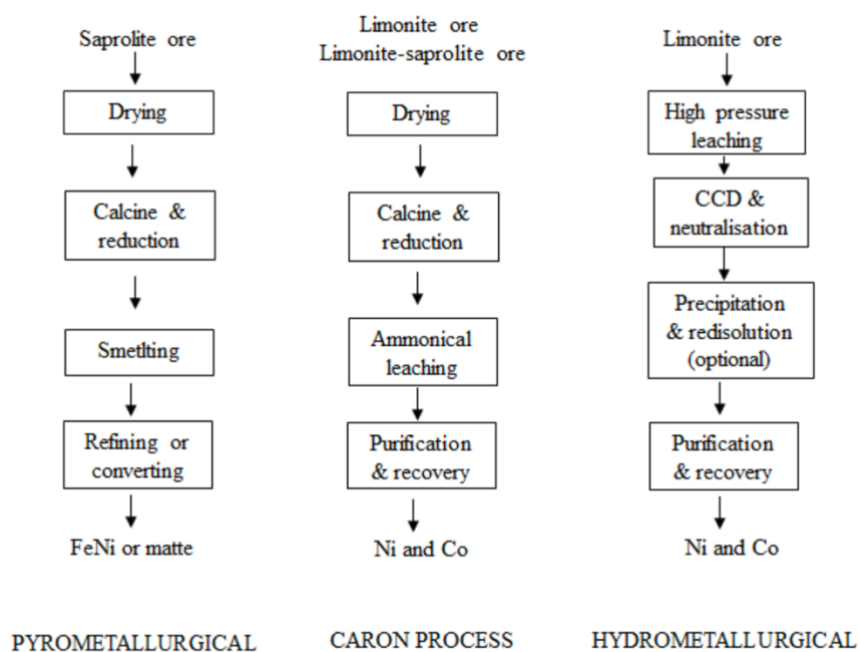 Saprolite ore
Drying
Calcine &
reduction
Smetlting
Refining or
converting
FeNi or matte
PYROMETALLURGICAL
Limonite ore
Limonite-saprolite ore
Drying
Calcine &
reduction
Ammonical
leaching
Purification
& recovery
Ni and Co
CARON PROCESS
Limonite ore
High pressure
leaching
CCD &
neutralisation
Precipitation
& redisolution
(optional)
Purification
& recovery
Ni and Co
HYDROMETALLURGICAL